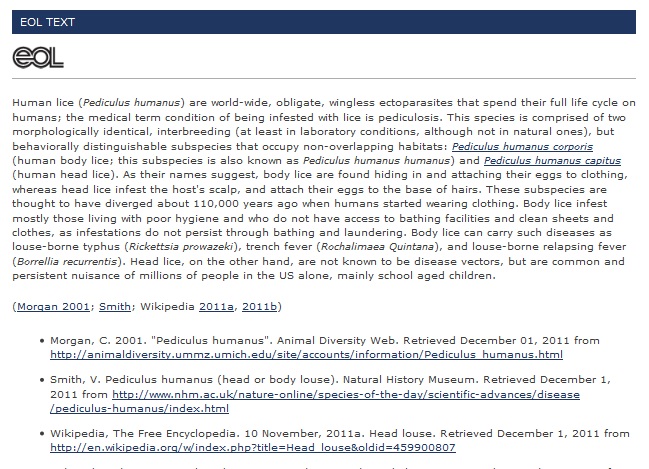 EOL TEXT
eol
Human lice (Pediculus humanus) are world-wide, obligate, wingless ectoparasites that spend their full life cycle on
humans; the medical term condition of being infested with lice is pediculosis. This species is comprised of two
morphologically identical, interbreeding (at least in laboratory conditions, although not in natural ones), but
behaviorally distinguishable subspecies that occupy non-overlapping habitats: Pediculus humanus corporis
(human body lice; this subspecies is also known as Pediculus humanus humanus) and Pediculus humanus capitus
(human head lice). As their names suggest, body lice are found hiding in and attaching their eggs to clothing,
whereas head lice infest the host's scalp, and attach their eggs to the base of hairs. These subspecies are
thought to have diverged about 110,000 years ago when humans started wearing clothing. Body lice infest
mostly those living with poor hygiene and who do not have access to bathing facilities and clean sheets and
clothes, as infestations do not persist through bathing and laundering. Body lice can carry such diseases as
louse-borne typhus (Rickettsia prowazeki), trench fever (Rochalimaea Quintana), and louse-borne relapsing fever
(Borrellia recurrentis). Head lice, on the other hand, are not known to be disease vectors, but are common and
persistent nuisance of millions of people in the US alone, mainly school aged children.
(Morgan 2001; Smith; Wikipedia 2011a, 2011b)
• Morgan, C. 2001. "Pediculus humanus". Animal Diversity Web. Retrieved December 01, 2011 from
http://animaldiversity.ummz.umich.edu/site/accounts/information/Pediculus_humanus.html
• Smith, V. Pediculus humanus (head or body louse). Natural History Museum. Retrieved December 1,
2011 from http://www.nhm.ac.uk/nature-online/species-of-the-day/scientific-advances/disease
/pediculus-humanus/index.html
• Wikipedia, The Free Encyclopedia. 10 November, 2011a. Head louse. Retrieved December 1, 2011 from
http://en.wikipedia.org/w/index.php?title=Head_louse&oldid=459900807